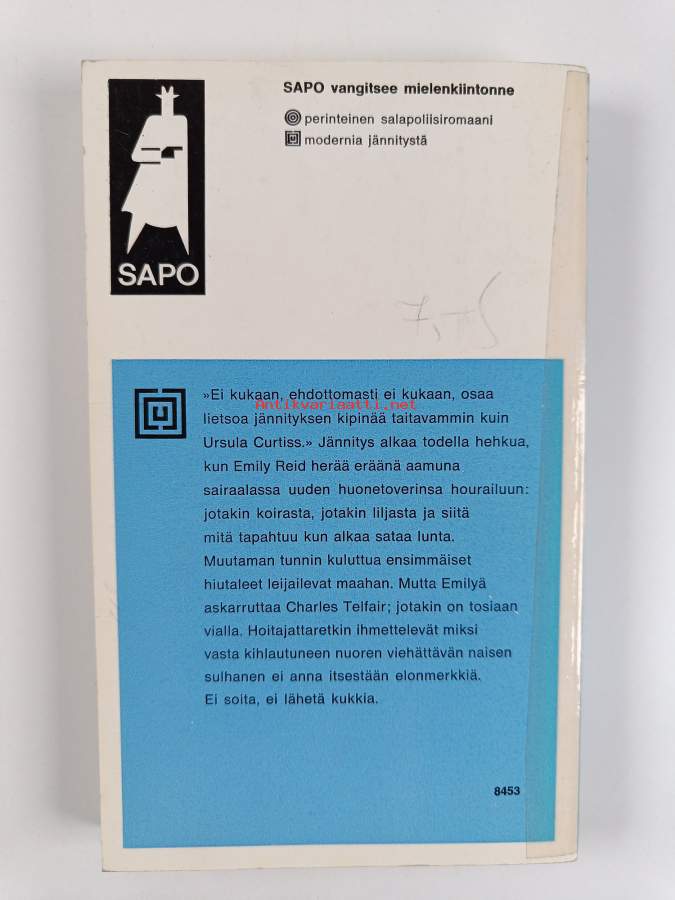 SAPO vangitsee mielenkiintonne
perinteinen salapoliisiromaani
modernia jännitystä
SAPO
7,75
»Ei kukaan, ehdottomasti ei kukaan, osaa
Antikvariaatti.net
lietsoa jännityksen kipinää taitavammin kuin
Ursula Curtiss.» Jännitys alkaa todella hehkua,
kun Emily Reid herää eräänä aamuna
sairaalassa uuden huonetoverinsa hourailuun:
jotakin koirasta, jotakin liljasta ja siitä
mitä tapahtuu kun alkaa sataa lunta.
Muutaman tunnin kuluttua ensimmäiset
hiutaleet leijailevat maahan. Mutta Emilyä
askarruttaa Charles Telfair; jotakin on tosiaan
vialla. Hoitajattaretkin ihmettelevät miksi
vasta kihlautuneen nuoren viehättävän naisen
sulhanen ei anna itsestään elonmerkkiä.
Ei soita, ei lähetä kukkia.
8453